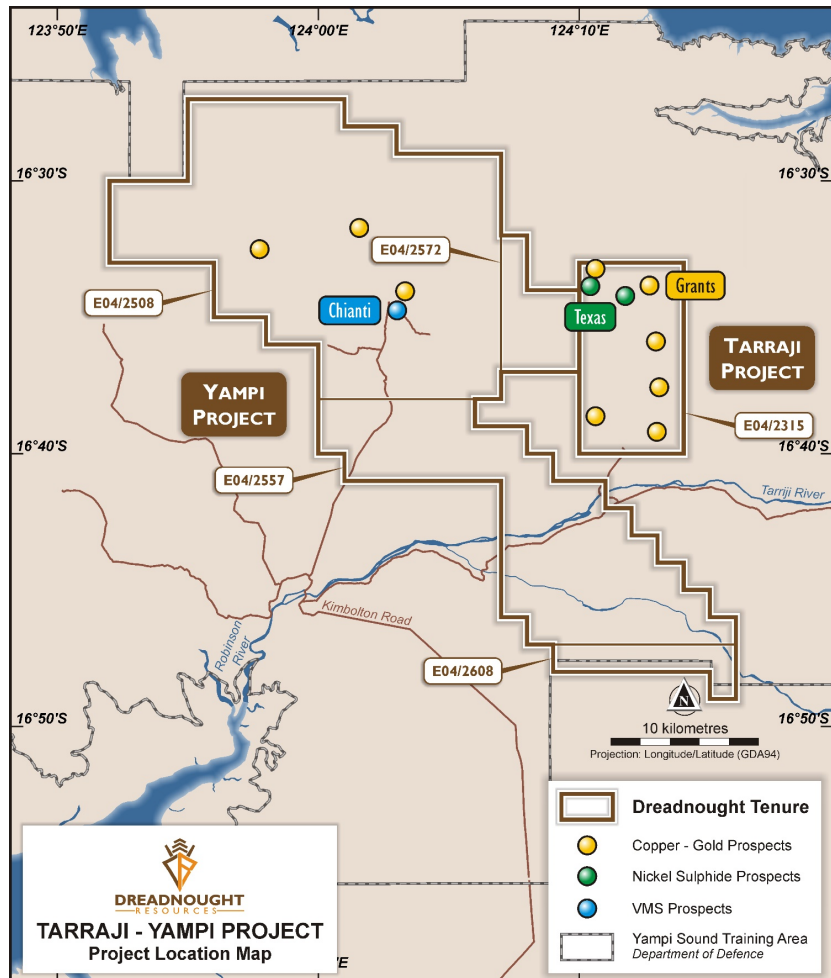 123°50'E
124°00'E
124°10'E
16°30'S
16°30'S
E04/2572
E04/2508
Chianti
Grants
Texas
TARRAJI
PROJECT
YAMPI
PROJECT
E04/2315
16°40'S
16°40'S
E04/2557
Tarriji River
Kimbolton Road
Robinson
River
E04/2608
N
16°50'S
16°50'S
10 kilometres
Projection: Longitude/Latitude (GDA94)
Dreadnought Tenure
Copper - Gold Prospects
Nickel Sulphide Prospects
VMS Prospects
Yampi Sound Training Area
Department of Defence
DREADNOUGHT
RESOURCES
TARRAJI - YAMPI PROJECT
Project Location Map